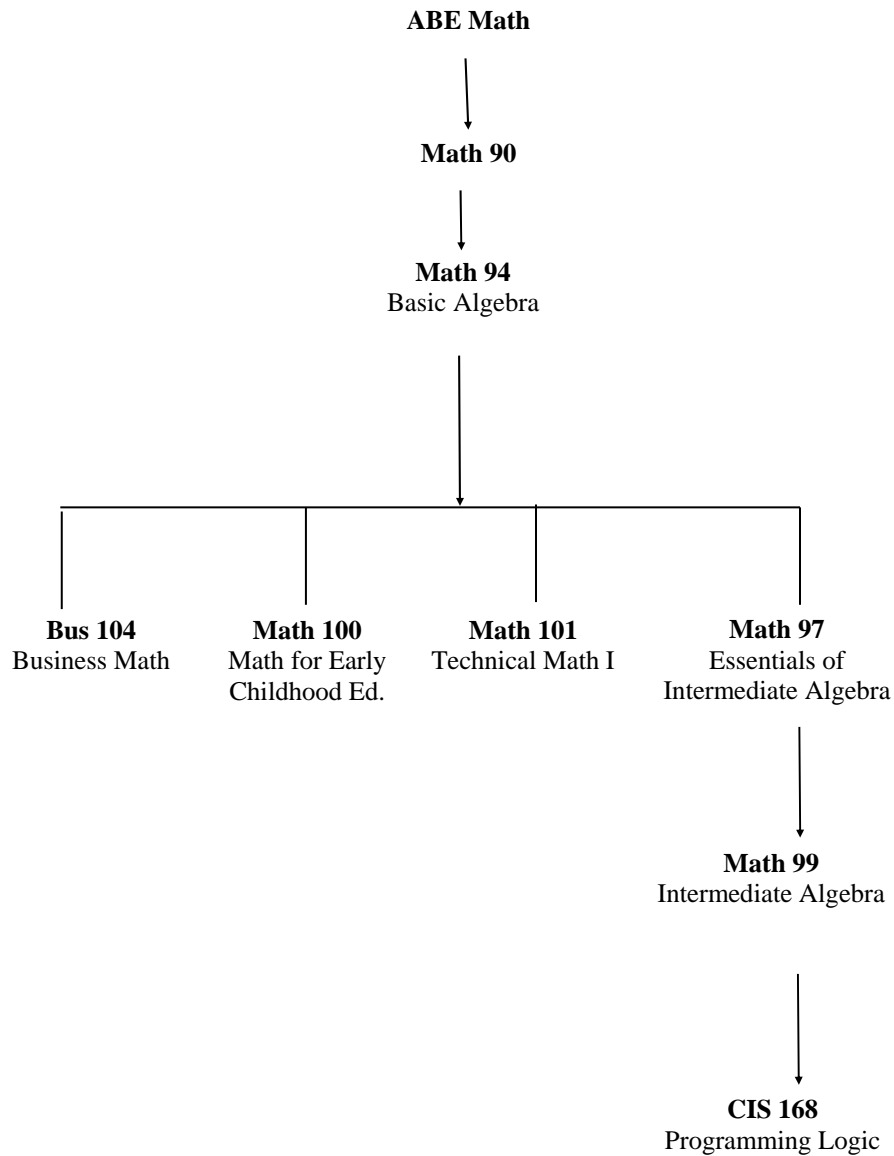 ABE Math
Math 90
Math 94
Basic Algebra
Bus 104
Business Math
Math 100
Math for Early
Childhood Ed.
Math 101
Technical Math I
Math 97
Essentials of
Intermediate Algebra
Math 99
Intermediate Algebra
CIS 168
Programming Logic